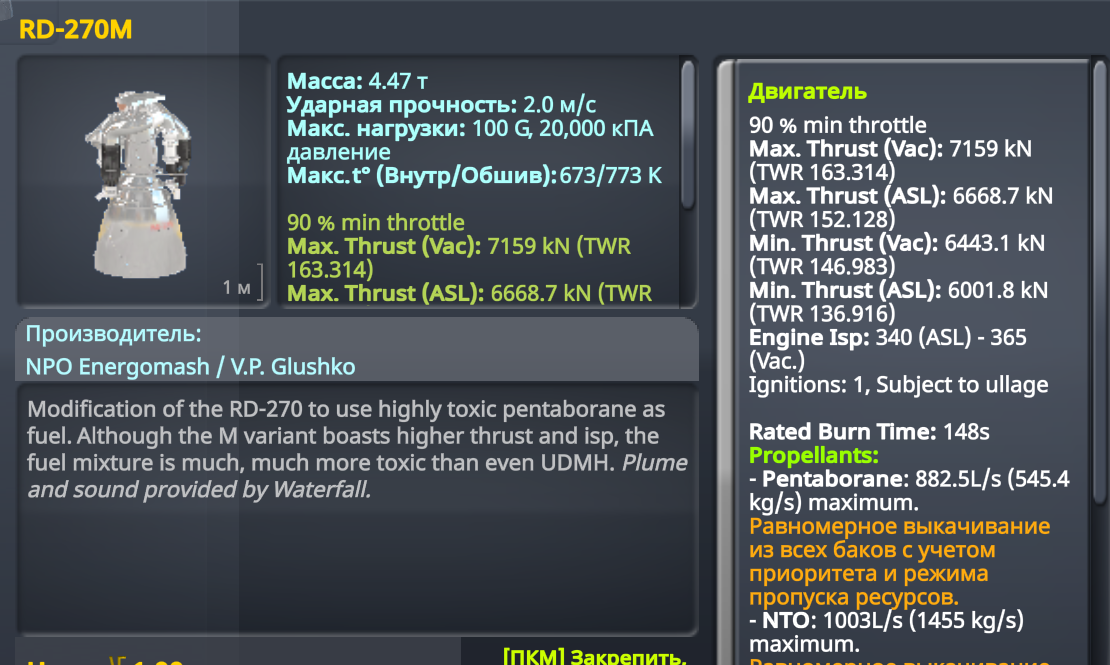 RD-270M
1 м
Масса: 4.47 т
Ударная прочность: 2.0 м/с
Макс. нагрузки: 100 G, 20,000 кПА
давление
Макс.t° (Внутр/Обшив):673/773 K
90 % min throttle
Max. Thrust (Vac): 7159 kN (TWR
163.314)
Max. Thrust (ASL): 6668.7 kN (TWR
Производитель:
NPO Energomash / V.P. Glushko
Modification of the RD-270 to use highly toxic pentaborane as
fuel. Although the M variant boasts higher thrust and isp, the
fuel mixture is much, much more toxic than even UDMH. Plume
and sound provided by Waterfall.
[ПКМ] Закрепить,
Двигатель
90 % min throttle
Max. Thrust (Vac): 7159 kN
(TWR 163.314)
Max. Thrust (ASL): 6668.7 kN
(TWR 152.128)
Min. Thrust (Vac): 6443.1 kN
(TWR 146.983)
Min. Thrust (ASL): 6001.8 kN
(TWR 136.916)
Engine Isp: 340 (ASL) - 365
(Vac.)
Ignitions: 1, Subject to ullage
Rated Burn Time: 148s
Propellants:
- Pentaborane: 882.5L/s (545.4
kg/s) maximum.
Равномерное выкачивание
из всех баков с учетом
приоритета и режима
пропуска ресурсов.
- NTO: 1003L/s (1455 kg/s)
maximum.
Равномерное выкачивание